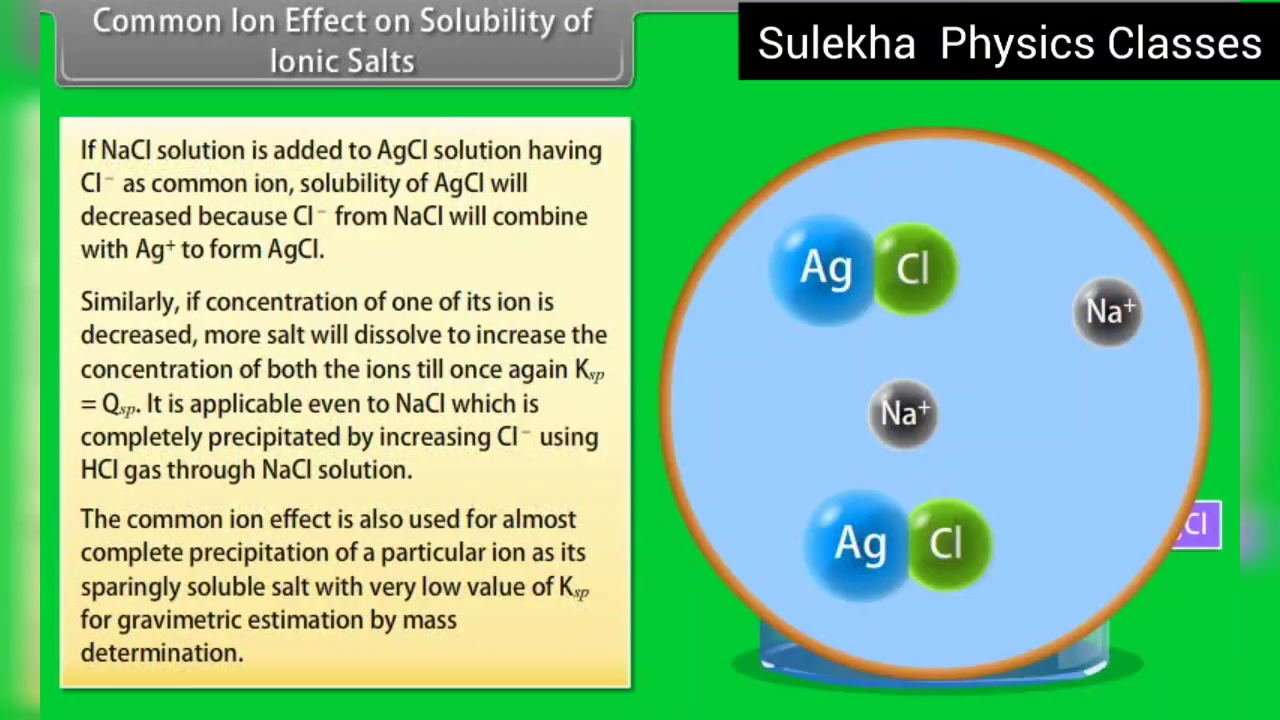 Common Ion Effect on Solubility of
Ionic Salts
Sulekha Physics Classes
If NaCl solution is added to AgCl solution having
Cl⁻ as common ion, solubility of AgCl will
decreased because Cl⁻ from NaCl will combine
with Ag⁺ to form AgCl.
Similarly, if concentration of one of its ion is
decreased, more salt will dissolve to increase the
concentration of both the ions till once again Ksp
= Qsp. It is applicable even to NaCl which is
completely precipitated by increasing Cl⁻ using
HCl gas through NaCl solution.
The common ion effect is also used for almost
complete precipitation of a particular ion as its
sparingly soluble salt with very low value of Ksp
for gravimetric estimation by mass
determination.
Ag Cl
Na⁺
Na⁺
Ag Cl
Cl